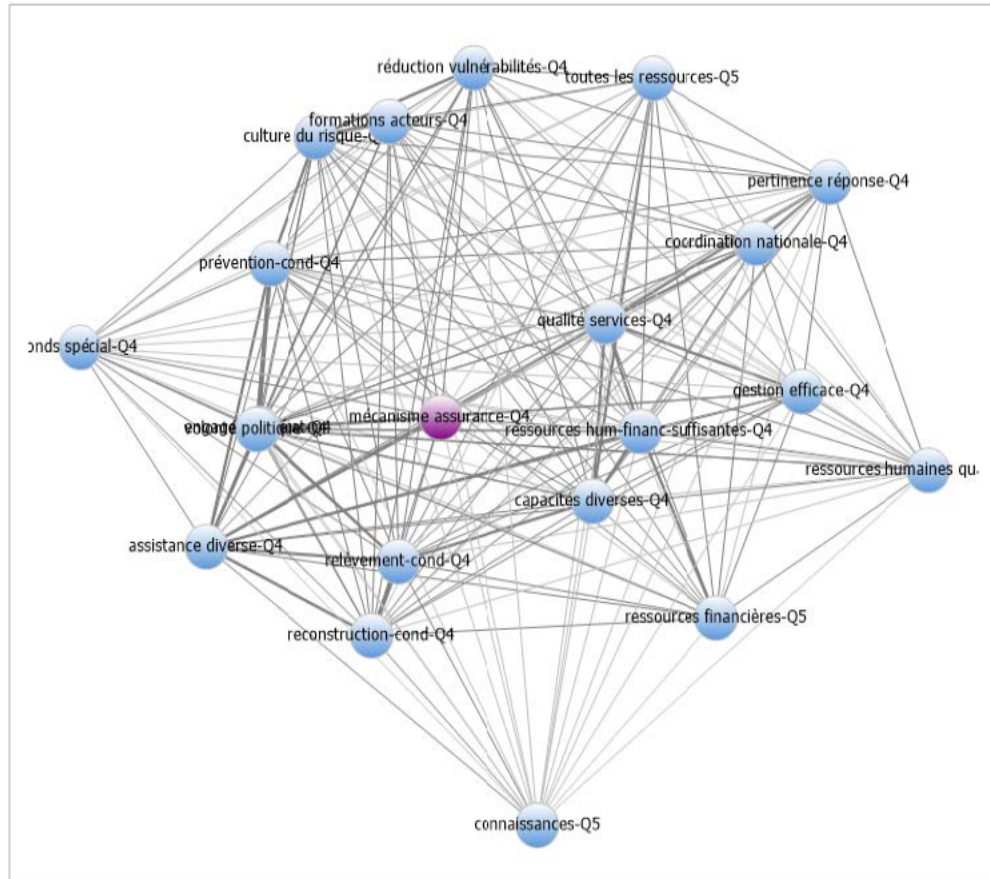 réduction vulnérabilités-Q4
toutes les ressources-Q5
formations acteurs-Q4
culture du risque-Q
pertinence réponse-Q4
coordination nationale-Q4
prévention-cond-Q4
qualité services-Q4
onds spécial-Q4
gestion efficace-Q4
mécanisme assurance-Q4
politique
ressources hum-financ-suffisantes-Q4
ressources humaines qu
capacités diverses-Q4
assistance diverse-Q4
relèvement-cond-Q4
ressources financières-Q5
reconstruction-cond-Q4
connaissances-Q5